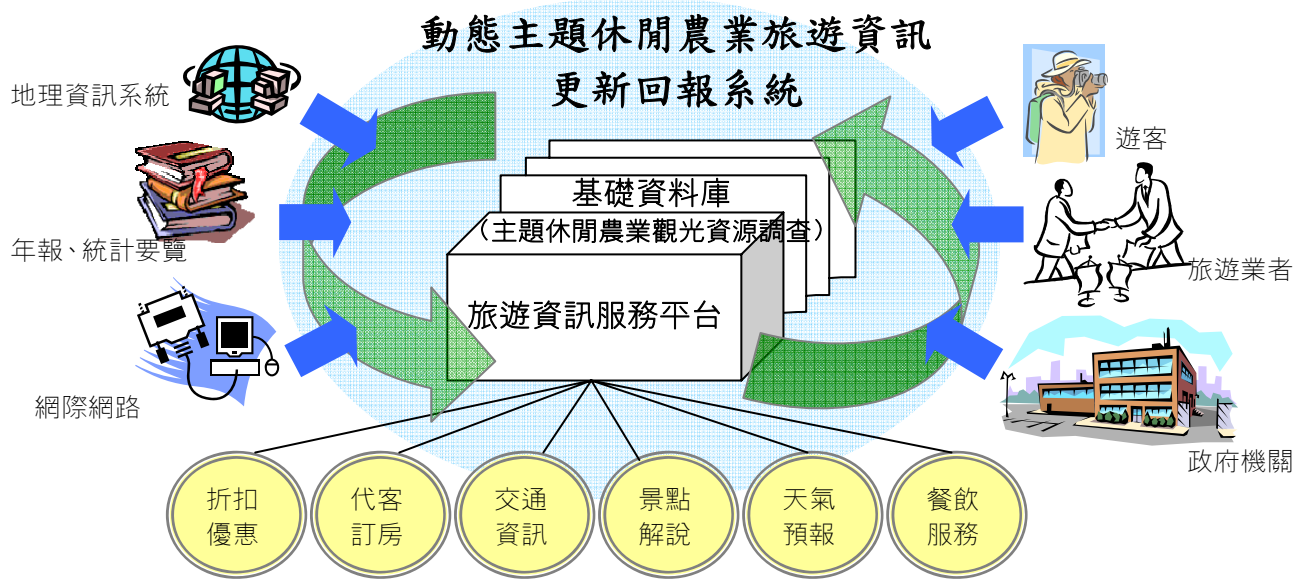 動態主題休閒農業旅遊資訊
更新回報系統
地理資訊系統
年報、統計要覽
網際網路
基礎資料庫
（主題休閒農業觀光資源調查）
旅遊資訊服務平台
遊客
旅遊業者
政府機關
折扣
優惠
代客
訂房
交通
資訊
景點
解說
天氣
預報
餐飲
服務